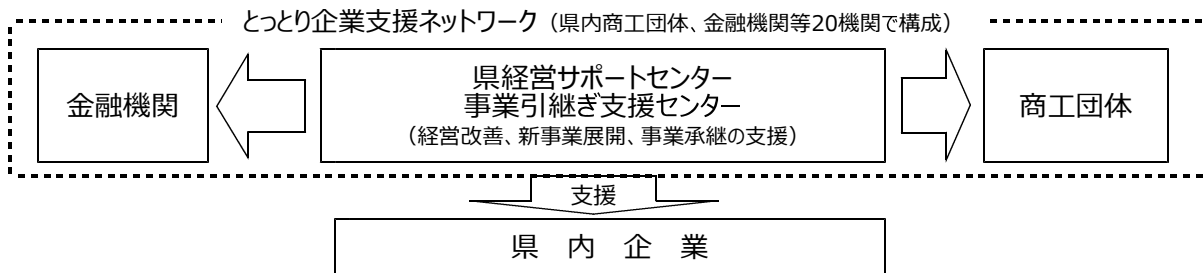 とっとり企業支援ネットワーク（県内商工団体、金融機関等20機関で構成）
金融機関
県経営サポートセンター
事業引継ぎ支援センター
（経営改善、新事業展開、事業承継の支援）
商工団体
支援
県内企業